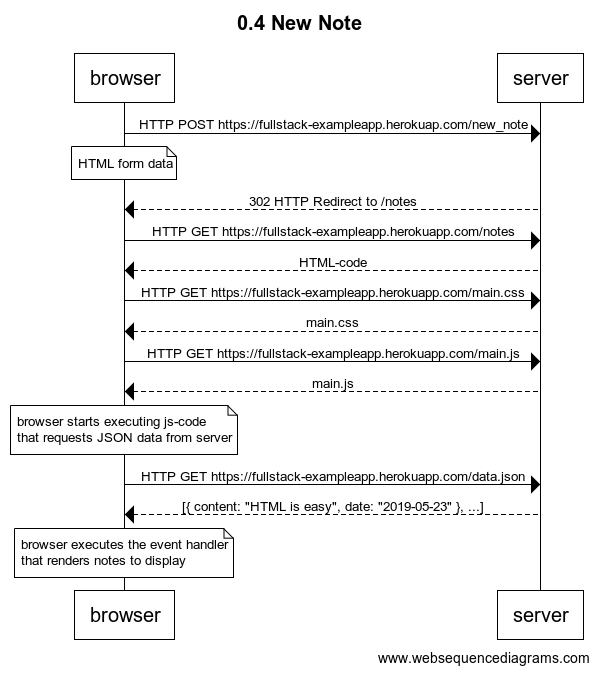 0.4 New Note
browser
server
HTTP POST https://fullstack-exampleapp.herokuap.com/new_note
HTML form data
302 HTTP Redirect to /notes
HTTP GET https://fullstack-exampleapp.herokuapp.com/notes
HTML-code
HTTP GET https://fullstack-exampleapp.herokuapp.com/main.css
main.css
HTTP GET https://fullstack-exampleapp.herokuapp.com/main.js
main.js
browser starts executing js-code
that requests JSON data from server
HTTP GET https://fullstack-exampleapp.herokuapp.com/data.json
[{ content: "HTML is easy", date: "2019-05-23" }, ...]
browser executes the event handler
that renders notes to display
browser
server
www.websequencediagrams.com